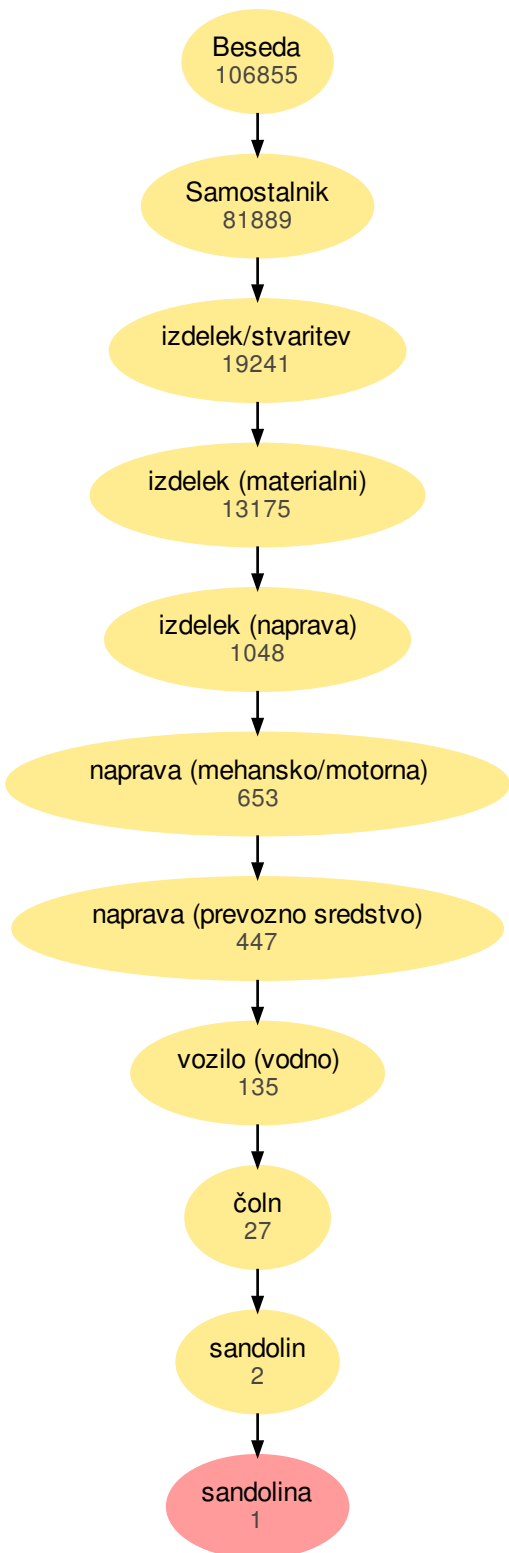 Beseda
106855
Samostalnik
81889
izdelek/stvaritev
19241
izdelek (materialni)
13175
izdelek (naprava)
1048
naprava (mehansko/motorna)
653
naprava (prevozno sredstvo)
447
vozilo (vodno)
135
čoln
27
sandolin
2
sandolina
1